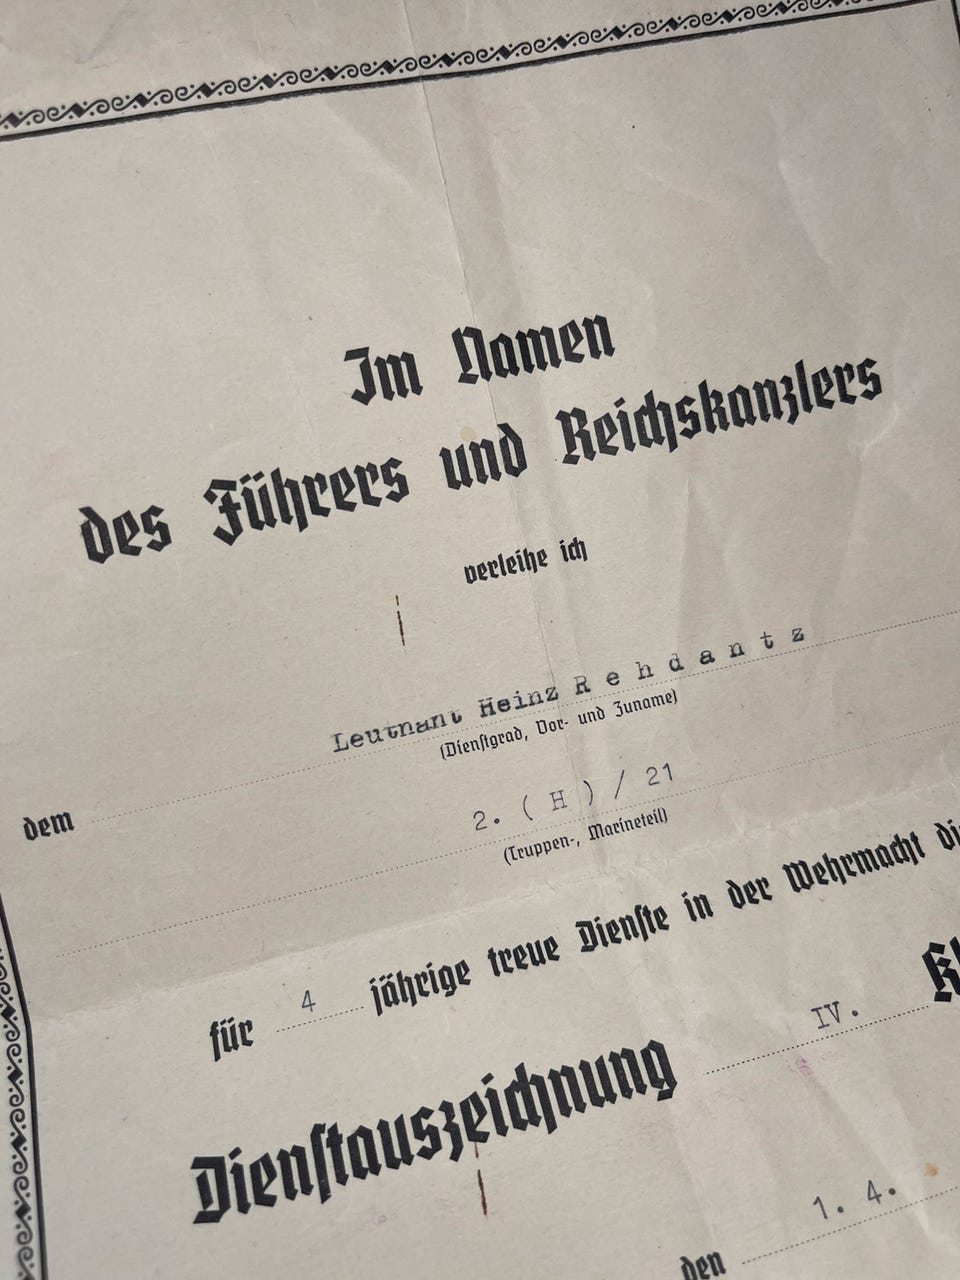 Im Namen
des Führers und Reichskanzlers
verleihe ich
dem Leutnant Heinz Rehdantz
(Dienstgrad, Vor- und Zuname)
2. (H) / 21
(Truppen-, Marineteil)
für 4 jährige treue Dienste in der Wehrmacht
Dienstauszeichnung IV.
den 1. 4.